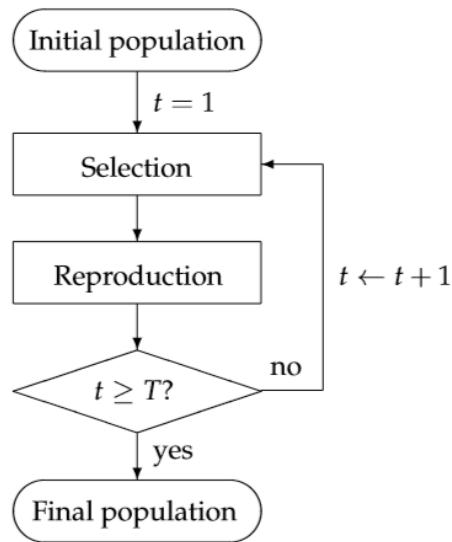 Initial population
t = 1
Selection
Reproduction
t ← t + 1
t ≥ T?
no
yes
Final population